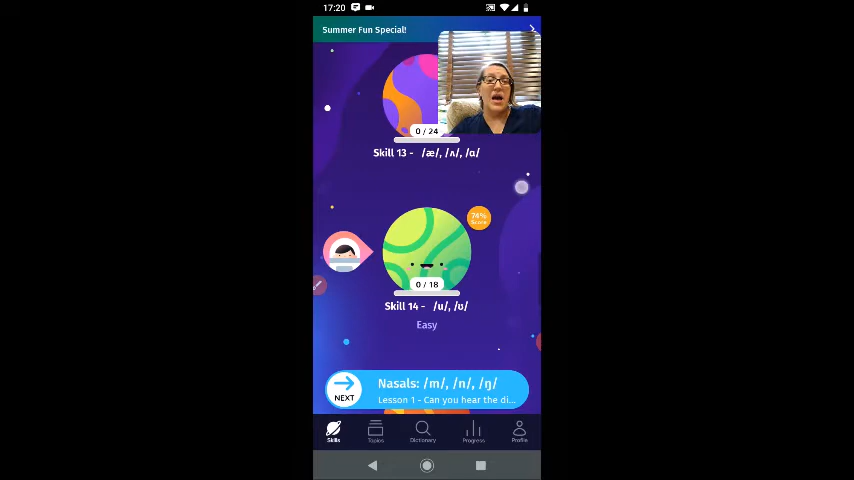 17:20
Summer Fun Special!
0 / 24
Skill 13 - /æ/, /ʌ/, /ɑ/
74%
Score
0 / 18
Skill 14 - /u/, /ʊ/
Easy
Nasals: /m/, /n/, /ŋ/
NEXT
Lesson 1 - Can you hear the di...
Skills
Topics
Dictionary
Progress
Profile